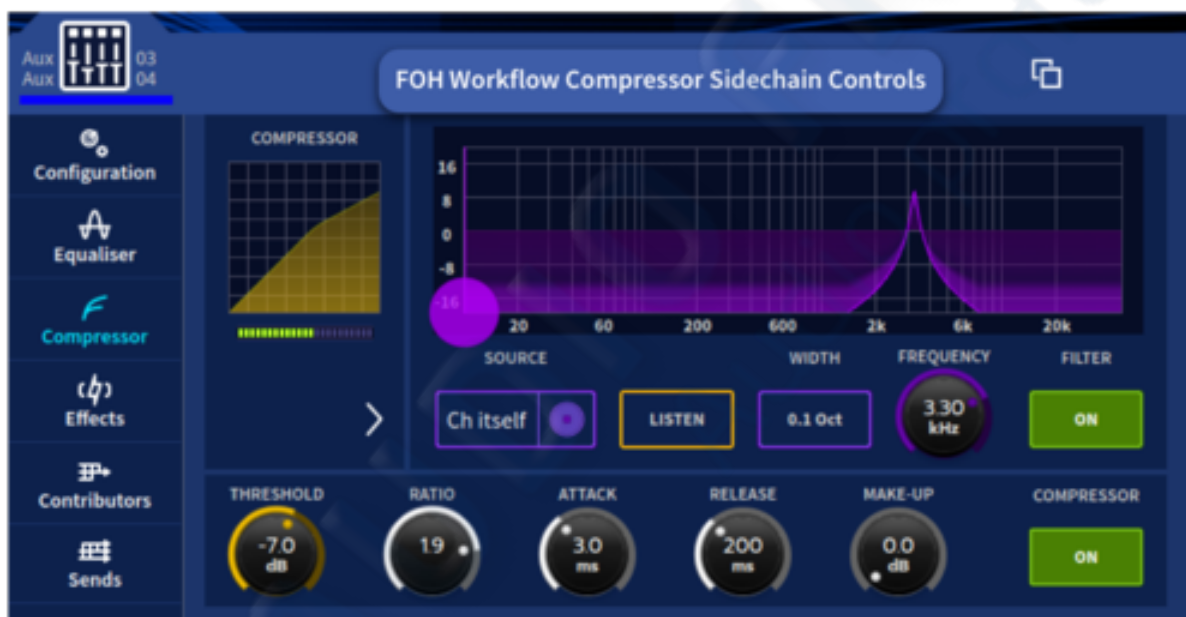 Aux 03
Aux 04
FOH Workflow Compressor Sidechain Controls
Configuration
Equaliser
Compressor
Effects
Contributors
Sends
COMPRESSOR
16
8
0
-8
-16
20 60 200 600 2k 6k 20k
SOURCE WIDTH FREQUENCY FILTER
Ch itself LISTEN 0.1 Oct 3.30 kHz ON
THRESHOLD RATIO ATTACK RELEASE MAKE-UP COMPRESSOR
-7.0 dB 1.9 3.0 ms 200 ms 0.0 dB ON